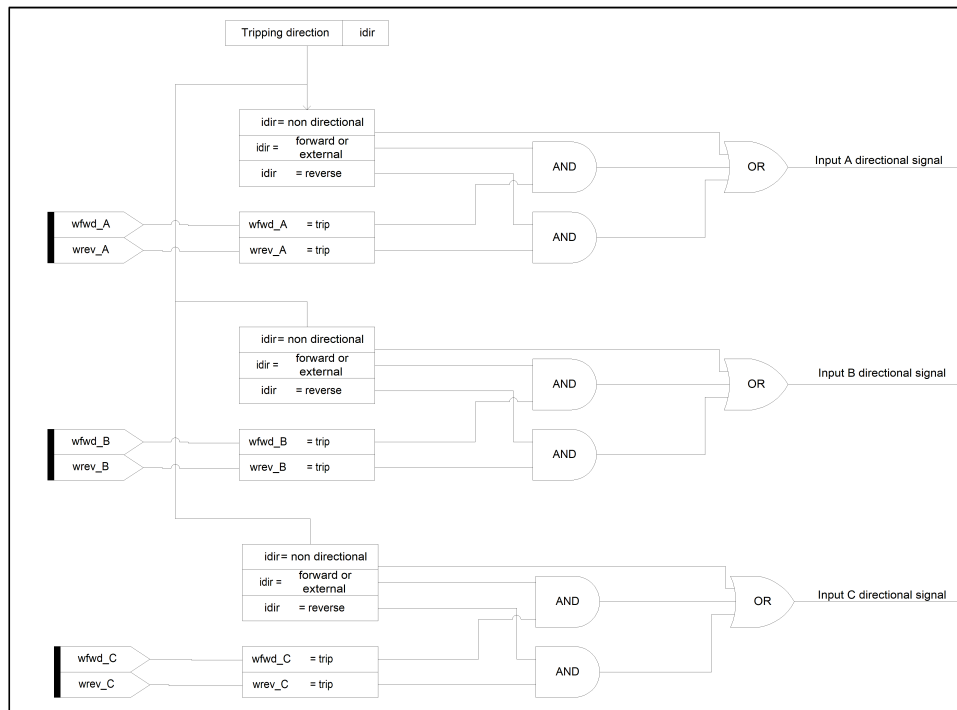 Tripping direction idir
idir = non directional
idir = forward or external
idir = reverse
AND
OR
Input A directional signal
wfwd_A
wfwd_A = trip
AND
wrev_A
wrev_A = trip
idir = non directional
idir = forward or external
idir = reverse
AND
OR
Input B directional signal
wfwd_B
wfwd_B = trip
AND
wrev_B
wrev_B = trip
idir = non directional
idir = forward or external
idir = reverse
AND
OR
Input C directional signal
wfwd_C
wfwd_C = trip
AND
wrev_C
wrev_C = trip